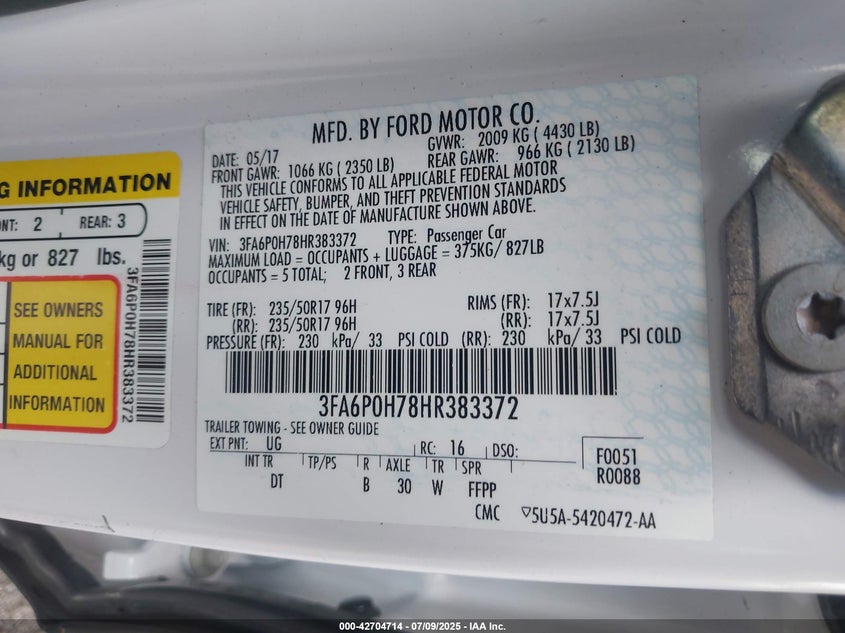 G INFORMATION
NT: 2 REAR: 3
kg or 827 lbs.
SEE OWNERS
MANUAL FOR
ADDITIONAL
INFORMATION
3FA6P0H78HR383372
MFD. BY FORD MOTOR CO.
DATE: 05/17 GVWR: 2009 KG ( 4430 LB)
FRONT GAWR: 1066 KG ( 2350 LB) REAR GAWR: 966 KG ( 2130 LB)
THIS VEHICLE CONFORMS TO ALL APPLICABLE FEDERAL MOTOR
VEHICLE SAFETY, BUMPER, AND THEFT PREVENTION STANDARDS
IN EFFECT ON THE DATE OF MANUFACTURE SHOWN ABOVE.
VIN: 3FA6P0H78HR383372 TYPE: Passenger Car
MAXIMUM LOAD = OCCUPANTS + LUGGAGE = 375KG/ 827LB
OCCUPANTS = 5 TOTAL; 2 FRONT, 3 REAR
TIRE (FR): 235/50R17 96H RIMS (FR): 17x7.5J
(RR): 235/50R17 96H (RR): 17x7.5J
PRESSURE (FR): 230 kPa/ 33 PSI COLD (RR): 230 kPa/ 33 PSI COLD
3FA6P0H78HR383372
TRAILER TOWING - SEE OWNER GUIDE
EXT PNT: UG RC: 16 DSO: F0051
INT TR TP/PS R AXLE TR SPR R0088
DT B 30 W FFPP
CMC ▽5U5A-5420472-AA
000-42704714 | 07/09/2025 | IAA Inc.